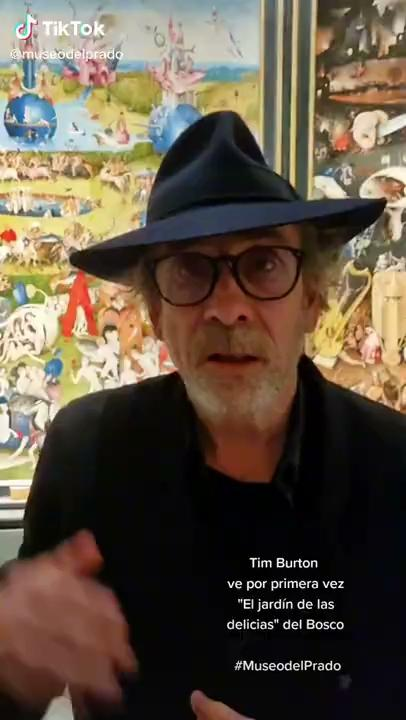 TikTok
@museodelprado
Tim Burton
ve por primera vez
"El jardín de las
delicias" del Bosco
#MuseodelPrado